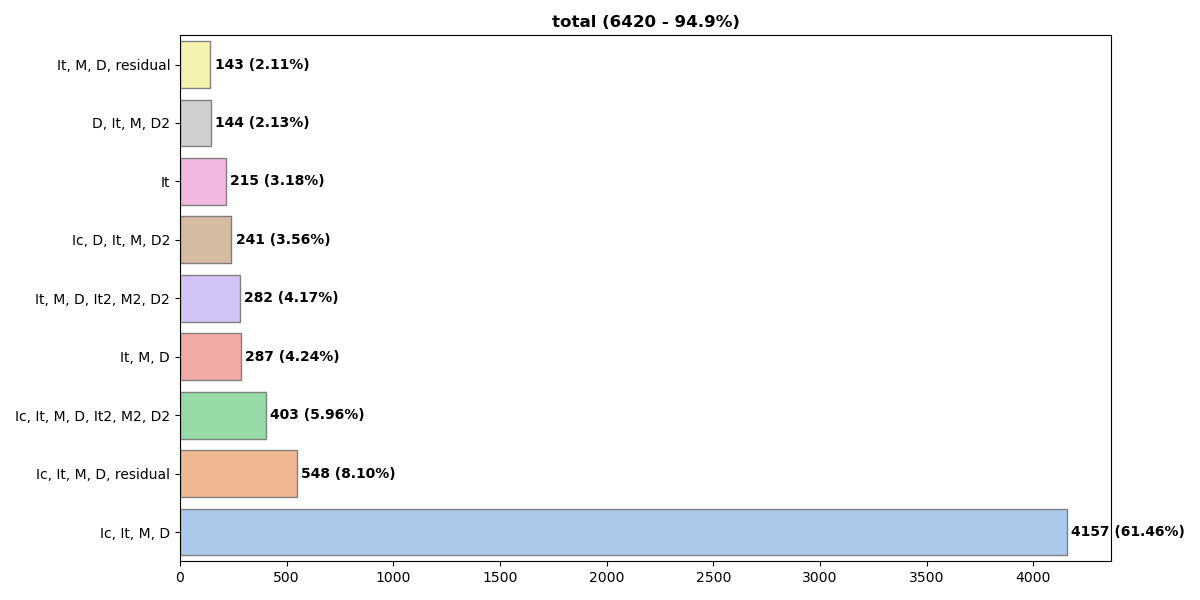 total (6420 - 94.9%)
It, M, D, residual 143 (2.11%)
D, It, M, D2 144 (2.13%)
It 215 (3.18%)
Ic, D, It, M, D2 241 (3.56%)
It, M, D, It2, M2, D2 282 (4.17%)
It, M, D 287 (4.24%)
Ic, It, M, D, It2, M2, D2 403 (5.96%)
Ic, It, M, D, residual 548 (8.10%)
Ic, It, M, D 4157 (61.46%)
0 500 1000 1500 2000 2500 3000 3500 4000